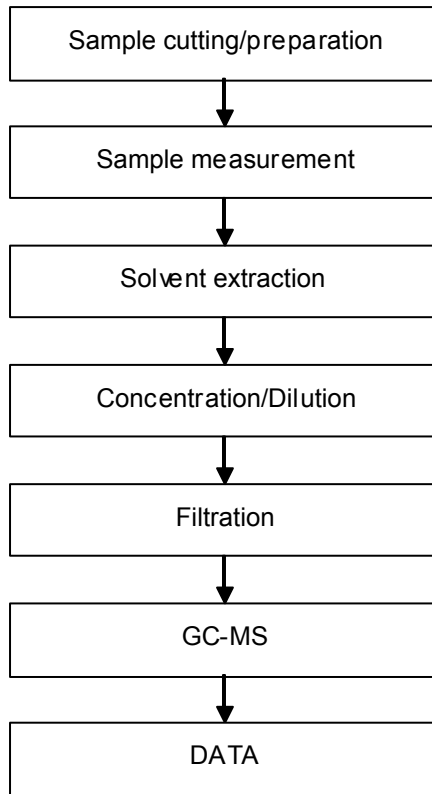 Sample cutting/preparation
Sample measurement
Solvent extraction
Concentration/Dilution
Filtration
GC-MS
DATA